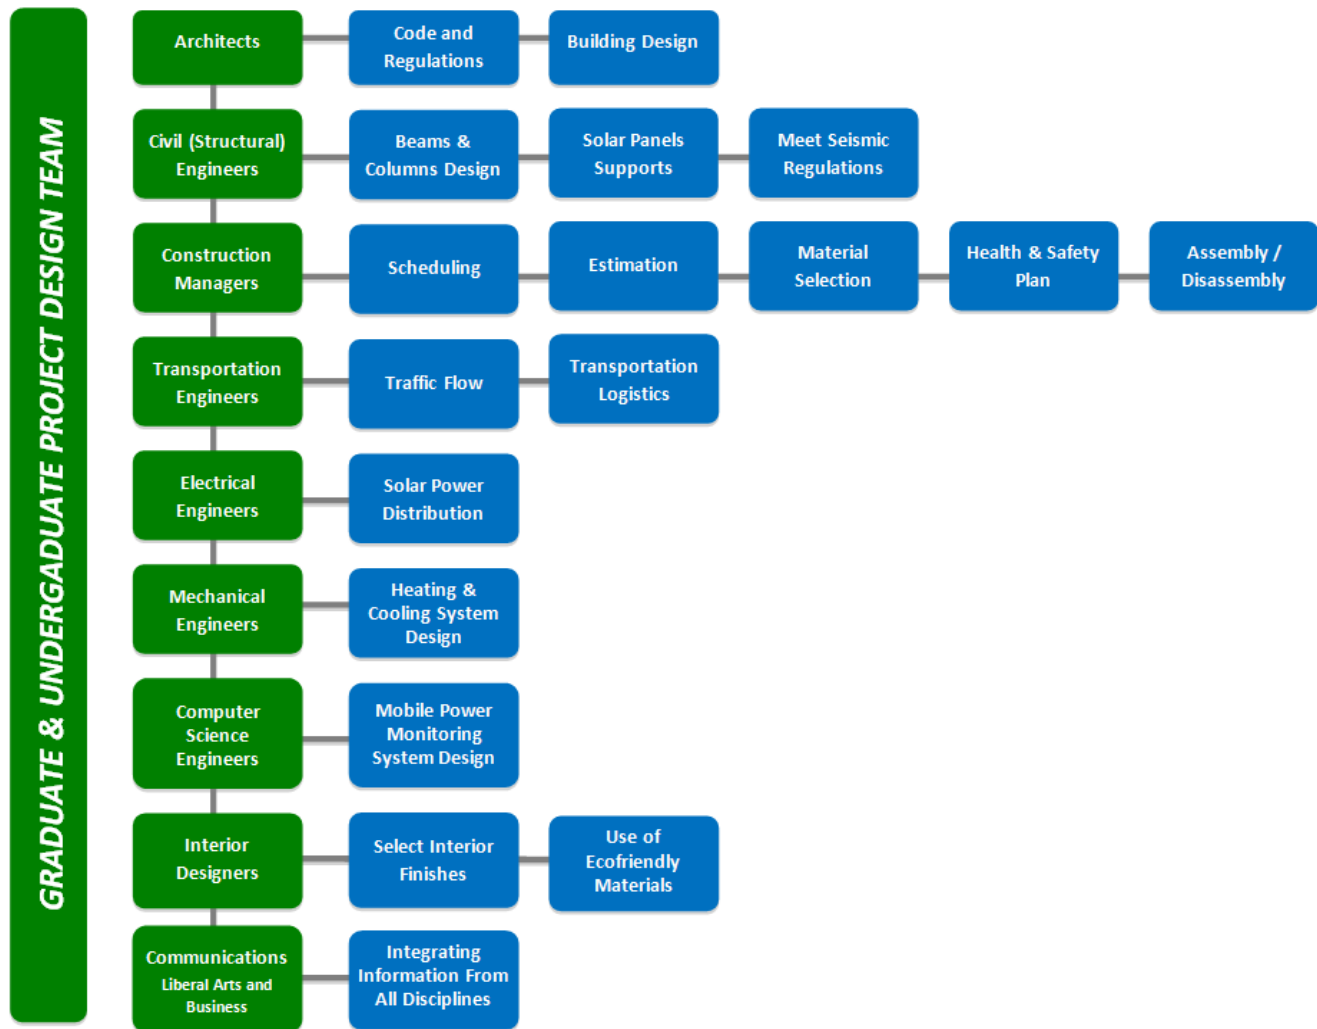 GRADUATE & UNDERGADUATE PROJECT DESIGN TEAM
Architects
Code and
Regulations
Building Design
Civil (Structural)
Engineers
Beams &
Columns Design
Solar Panels
Supports
Meet Seismic
Regulations
Construction
Managers
Scheduling
Estimation
Material
Selection
Health & Safety
Plan
Assembly /
Disassembly
Transportation
Engineers
Traffic Flow
Transportation
Logistics
Electrical
Engineers
Solar Power
Distribution
Mechanical
Engineers
Heating &
Cooling System
Design
Computer
Science
Engineers
Mobile Power
Monitoring
System Design
Interior
Designers
Select Interior
Finishes
Use of
Ecofriendly
Materials
Communications
Liberal Arts and
Business
Integrating
Information From
All Disciplines